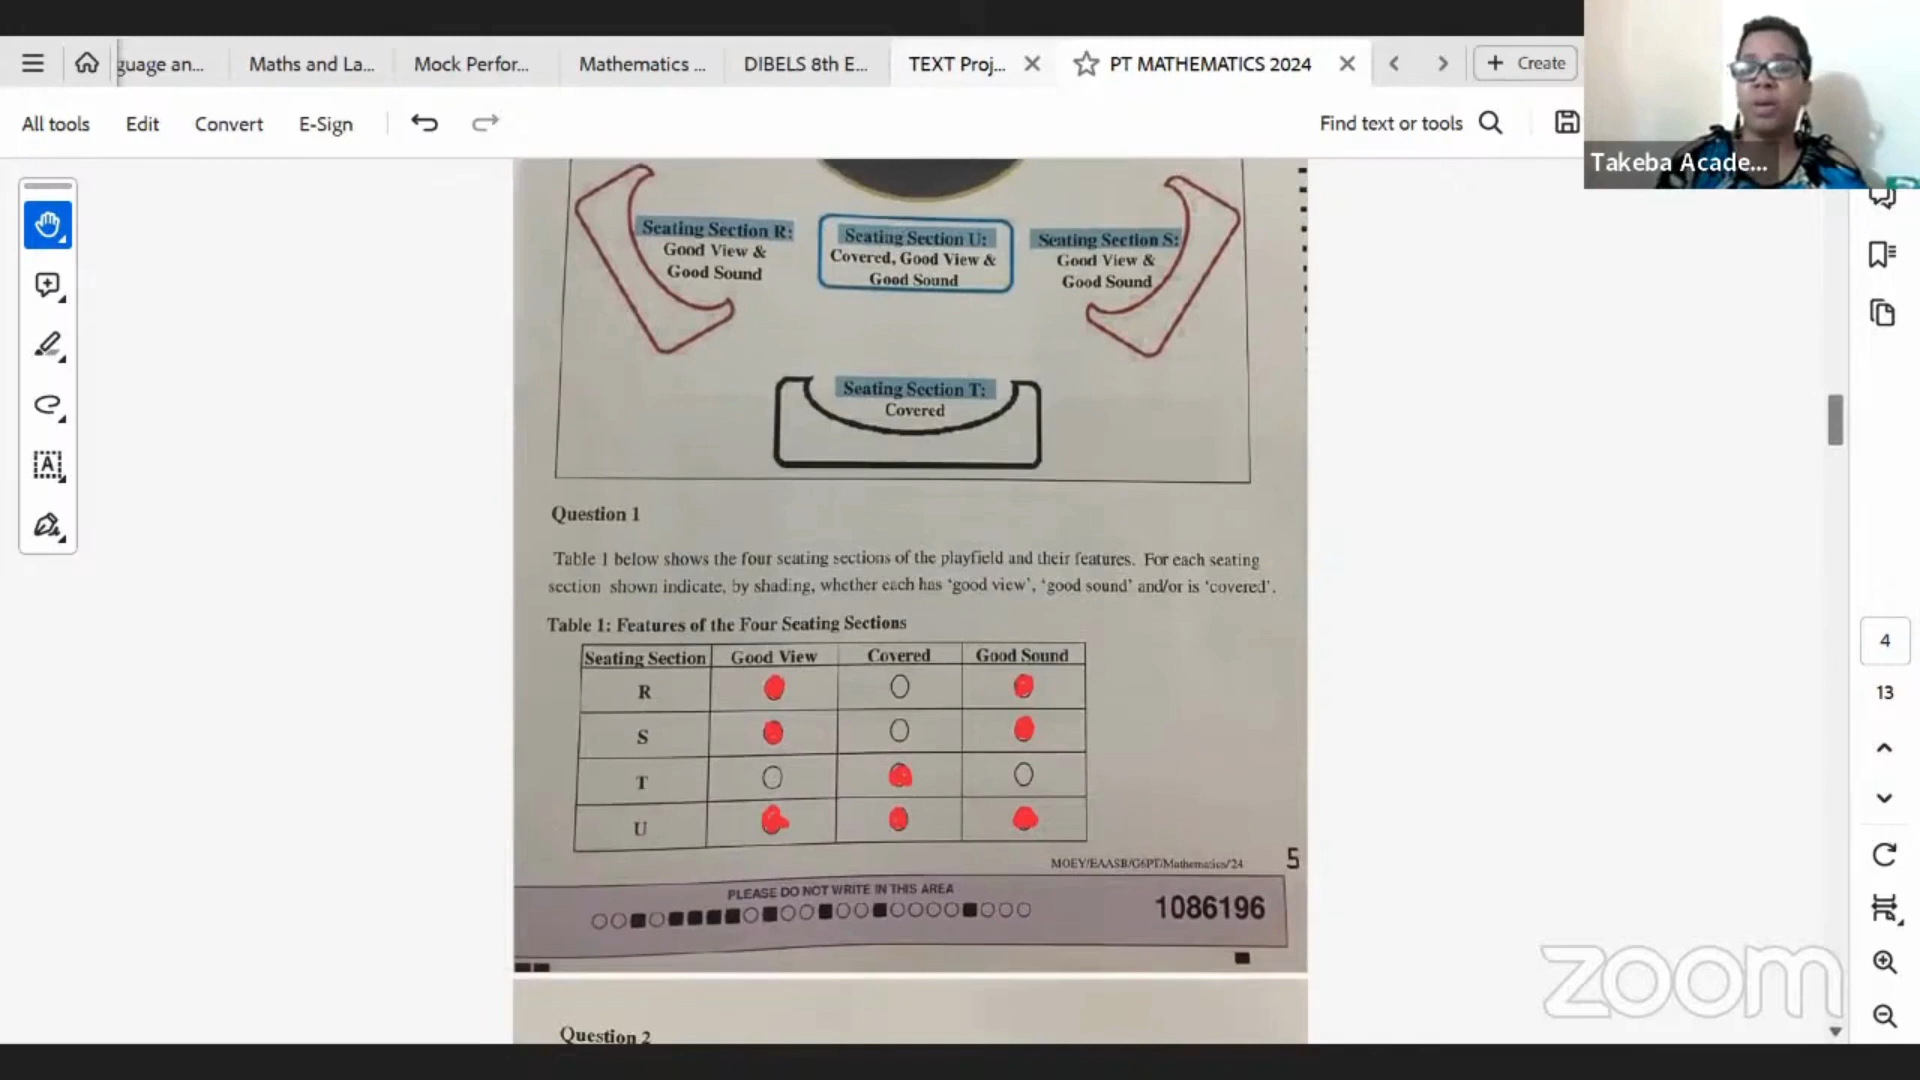 guage an...
Maths and La...
Mock Perfor...
Mathematics ...
DIBELS 8th E...
TEXT Proj...
PT MATHEMATICS 2024
Create
All tools
Edit
Convert
E-Sign
Find text or tools
Takeba Acade...
Seating Section R:
Good View &
Good Sound
Seating Section U:
Covered, Good View &
Good Sound
Seating Section S:
Good View &
Good Sound
Seating Section T:
Covered
Question 1
Table 1 below shows the four seating sections of the playfield and their features. For each seating
section shown indicate, by shading, whether each has ‘good view’, ‘good sound’ and/or is ‘covered’.
Table 1: Features of the Four Seating Sections
Seating Section Good View Covered Good Sound
R
S
T
U
MOEY/EAASB/G6PT/Mathematics/24
5
PLEASE DO NOT WRITE IN THIS AREA
1086196
Question 2
4
13
zoom